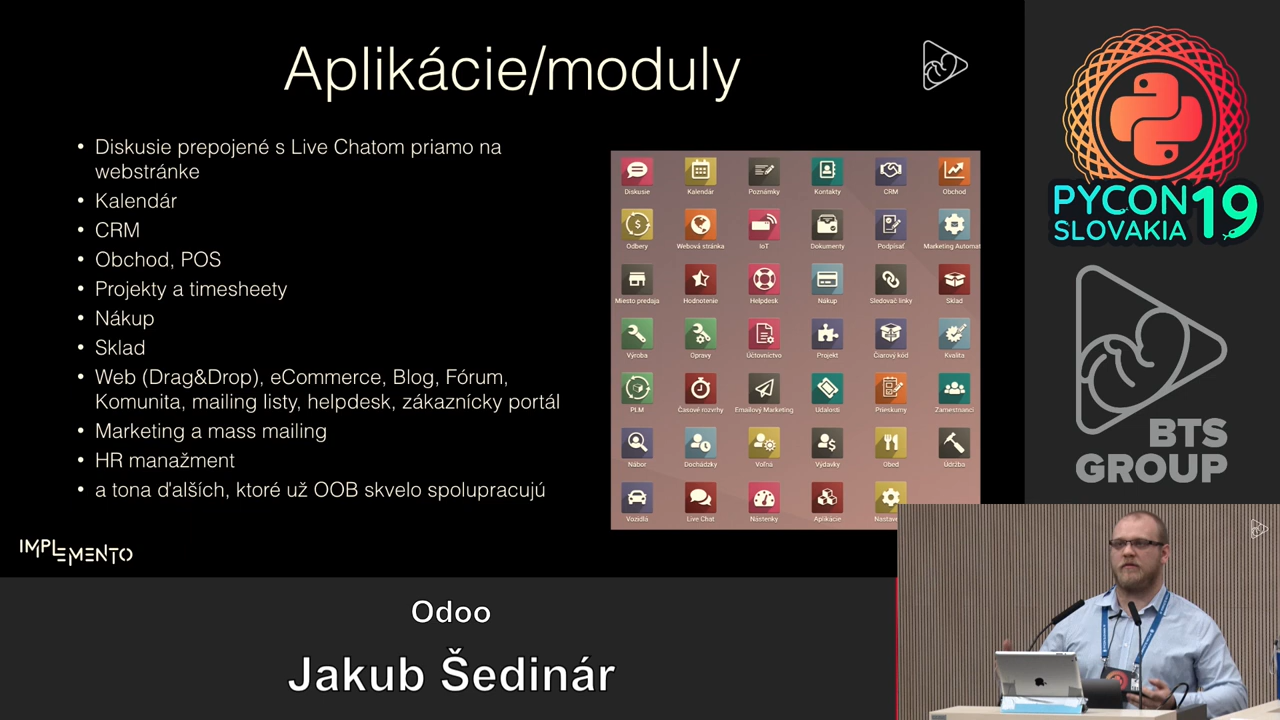 Aplikácie/moduly
• Diskusie prepojené s Live Chatom priamo na
webstránke
• Kalendár
• CRM
• Obchod, POS
• Projekty a timesheety
• Nákup
• Sklad
• Web (Drag&Drop), eCommerce, Blog, Fórum,
Komunita, mailing listy, helpdesk, zákaznícky portál
• Marketing a mass mailing
• HR manažment
• a tona ďalších, ktoré už OOB skvelo spolupracujú
Diskusie Kalendár Poznámky Kontakty CRM Obchod
Odbery Webová stránka IoT Dokumenty Podpísať Marketing Automat
Miesto predaja Hodnotenie Helpdesk Nákup Sledovač linky Sklad
Výroba Opravy Účtovníctvo Projekt Čiarový kód Kvalita
PLM Časové rozvrhy Emailový Marketing Udalosti Prieskumy Zamestnanci
Nábor Dochádzky Voľná Výdavky Obed Údržba
Vozidlá Live Chat Nástenky Aplikácie Nastave
IMPLEMENTO
PYCON 19
SLOVAKIA
BTS
GROUP
Odoo
Jakub Šedinár